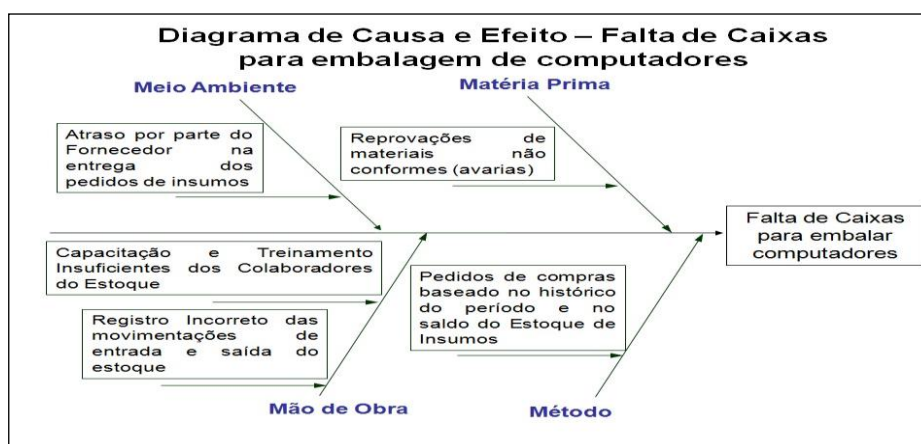 Diagrama de Causa e Efeito – Falta de Caixas
para embalagem de computadores
Meio Ambiente
Matéria Prima
Atraso por parte do
Fornecedor na
entrega dos
pedidos de insumos
Reprovações de
materiais não
conformes (avarias)
Falta de Caixas
para embalar
computadores
Capacitação e Treinamento
Insuficientes dos Colaboradores
do Estoque
Registro Incorreto das
movimentações de
entrada e saída do
estoque
Pedidos de compras
baseado no histórico
do período e no
saldo do Estoque de
Insumos
Mão de Obra
Método